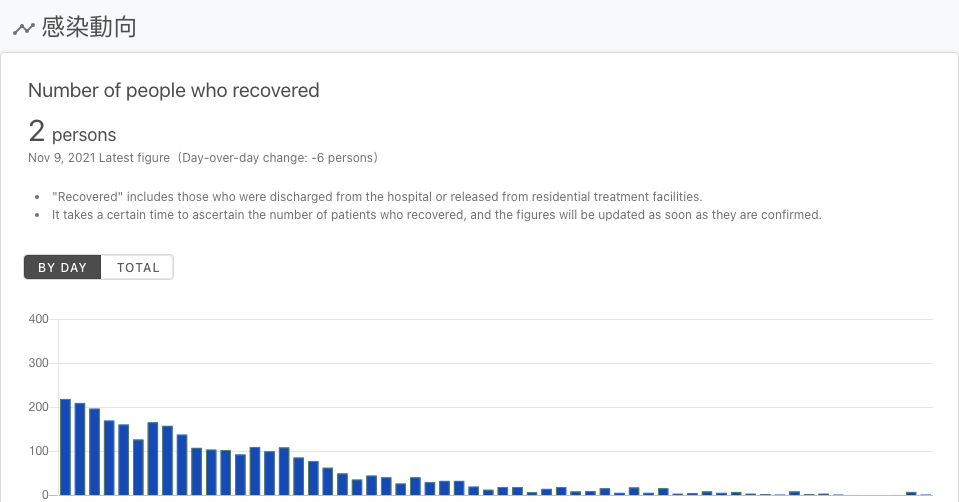 感染動向
Number of people who recovered
2 persons
Nov 9, 2021 Latest figure (Day-over-day change: -6 persons)
• "Recovered" includes those who were discharged from the hospital or released from residential treatment facilities.
• It takes a certain time to ascertain the number of patients who recovered, and the figures will be updated as soon as they are confirmed.
BY DAY TOTAL
400
300
200
100
0